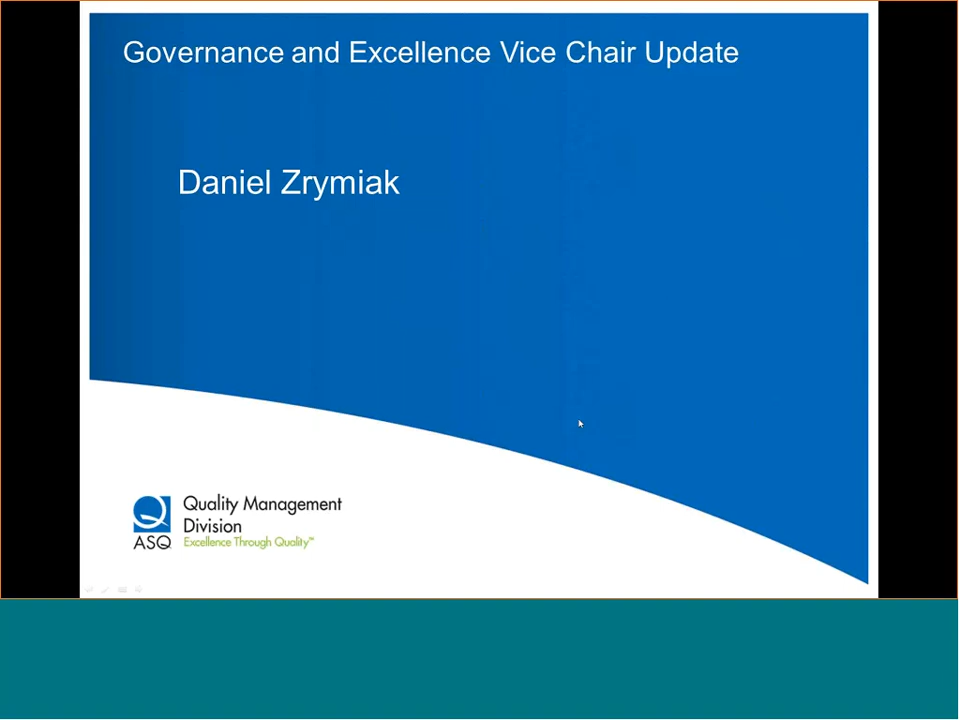 Governance and Excellence Vice Chair Update
Daniel Zrymiak
Quality Management
Division
ASQ
Excellence Through Quality™